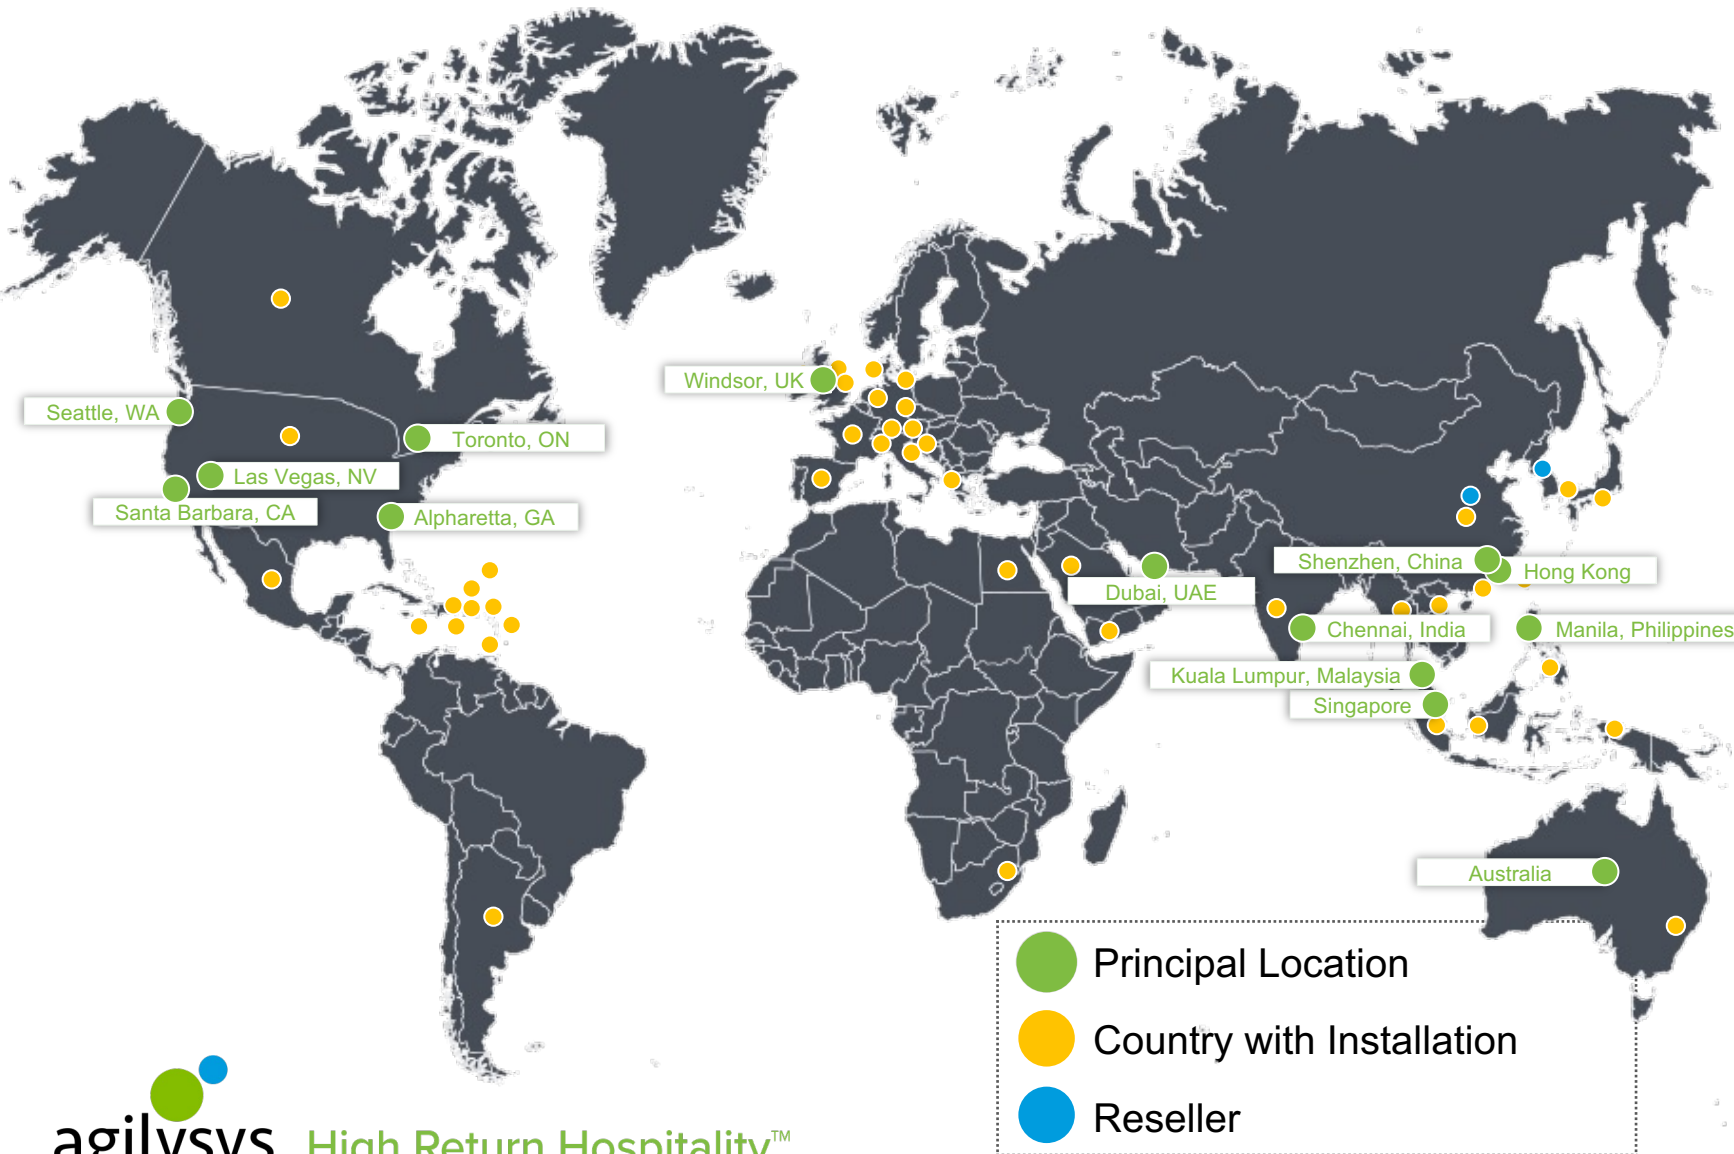 Windsor, UK
Seattle, WA
Toronto, ON
Las Vegas, NV
Santa Barbara, CA
Alpharetta, GA
Shenzhen, China
Hong Kong
Dubai, UAE
Chennai, India
Manila, Philippines
Kuala Lumpur, Malaysia
Singapore
Australia
Principal Location
Country with Installation
Reseller
agilysys High Return Hospitality™